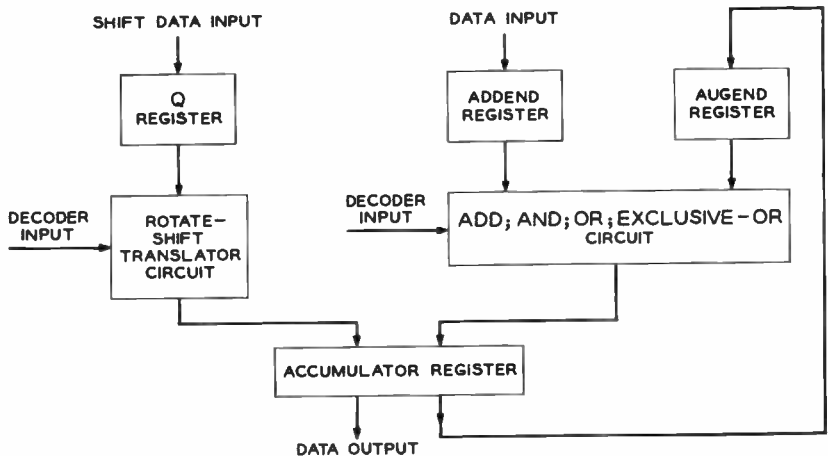 SHIFT DATA INPUT
DATA INPUT
Q
REGISTER
ADDEND
REGISTER
AUGEND
REGISTER
DECODER
INPUT
ROTATE-
SHIFT
TRANSLATOR
CIRCUIT
DECODER
INPUT
ADD; AND; OR; EXCLUSIVE-OR
CIRCUIT
ACCUMULATOR REGISTER
DATA OUTPUT